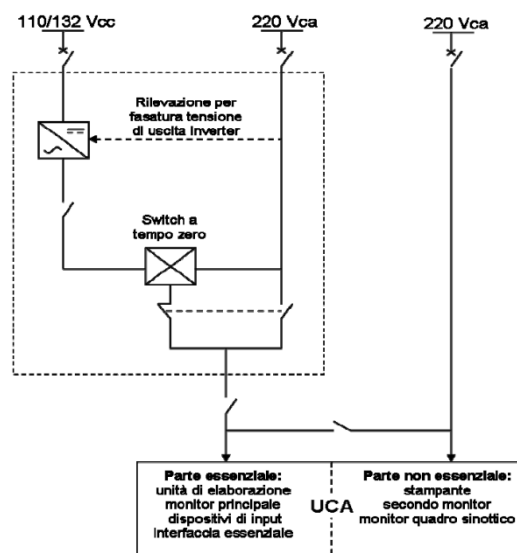 110/132 Vcc
220 Vca
220 Vca
Rilevazione per
fasatura tensione
di uscita inverter
Switch a
tempo zero
Parte essenziale:
unità di elaborazione
monitor principale
dispositivi di input
interfaccia essenziale
UCA
Parte non essenziale:
stampante
secondo monitor
monitor quadro sinottico